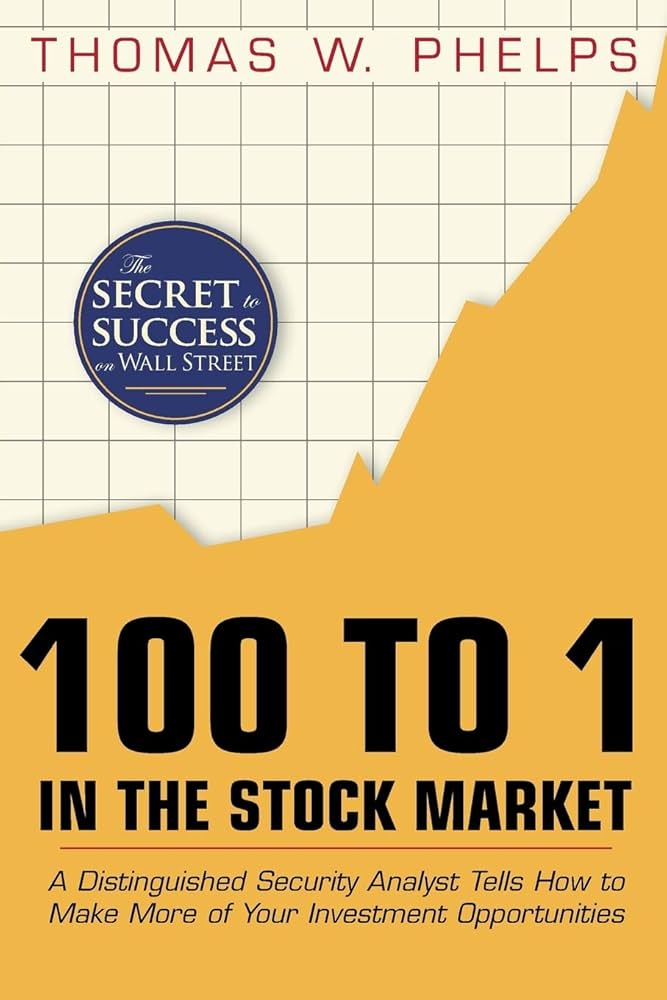 THOMAS W. PHELPS
The
SECRET to
SUCCESS
on WALL STREET
100 TO 1
IN THE STOCK MARKET
A Distinguished Security Analyst Tells How to
Make More of Your Investment Opportunities